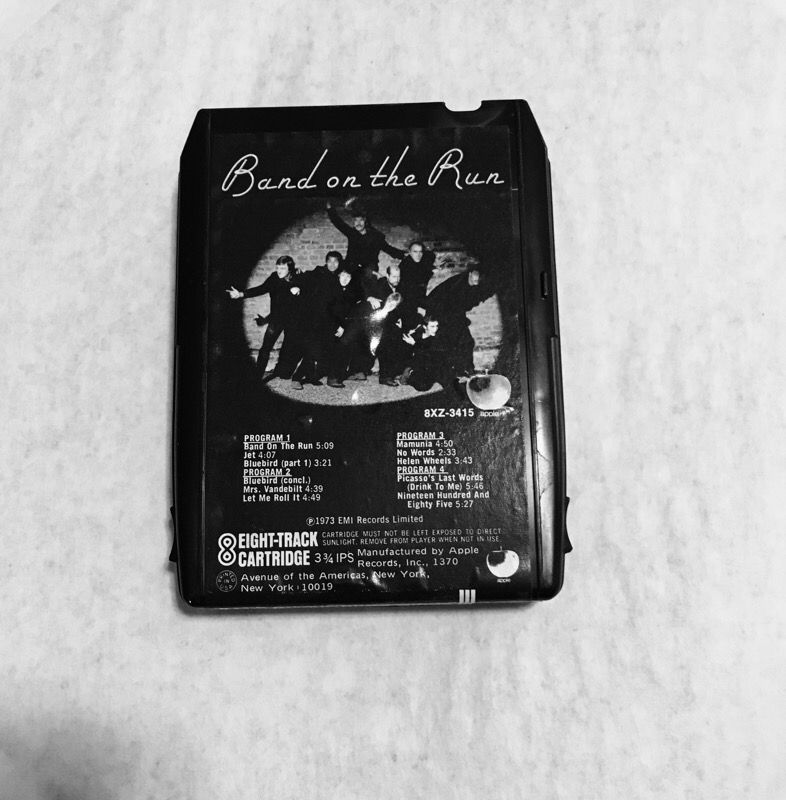 Band on the Run
8XZ-3415
apple
PROGRAM 1
Band On The Run 5:09
Jet 4:07
Bluebird (part 1) 3:21
PROGRAM 2
Bluebird (concl.)
Mrs. Vandebilt 4:39
Let Me Roll It 4:49
PROGRAM 3
Mamunia 4:50
No Words 2:33
Helen Wheels 3:43
PROGRAM 4
Picasso's Last Words
(Drink To Me) 5:46
Nineteen Hundred And
Eighty Five 5:27
℗1973 EMI Records Limited
8 EIGHT-TRACK
CARTRIDGE 3¾ IPS
CARTRIDGE MUST NOT BE LEFT EXPOSED TO DIRECT
SUNLIGHT. REMOVE FROM PLAYER WHEN NOT IN USE.
Manufactured by Apple
Records, Inc., 1370
Avenue of the Americas, New York,
New York 10019
PRINTED IN USA
apple